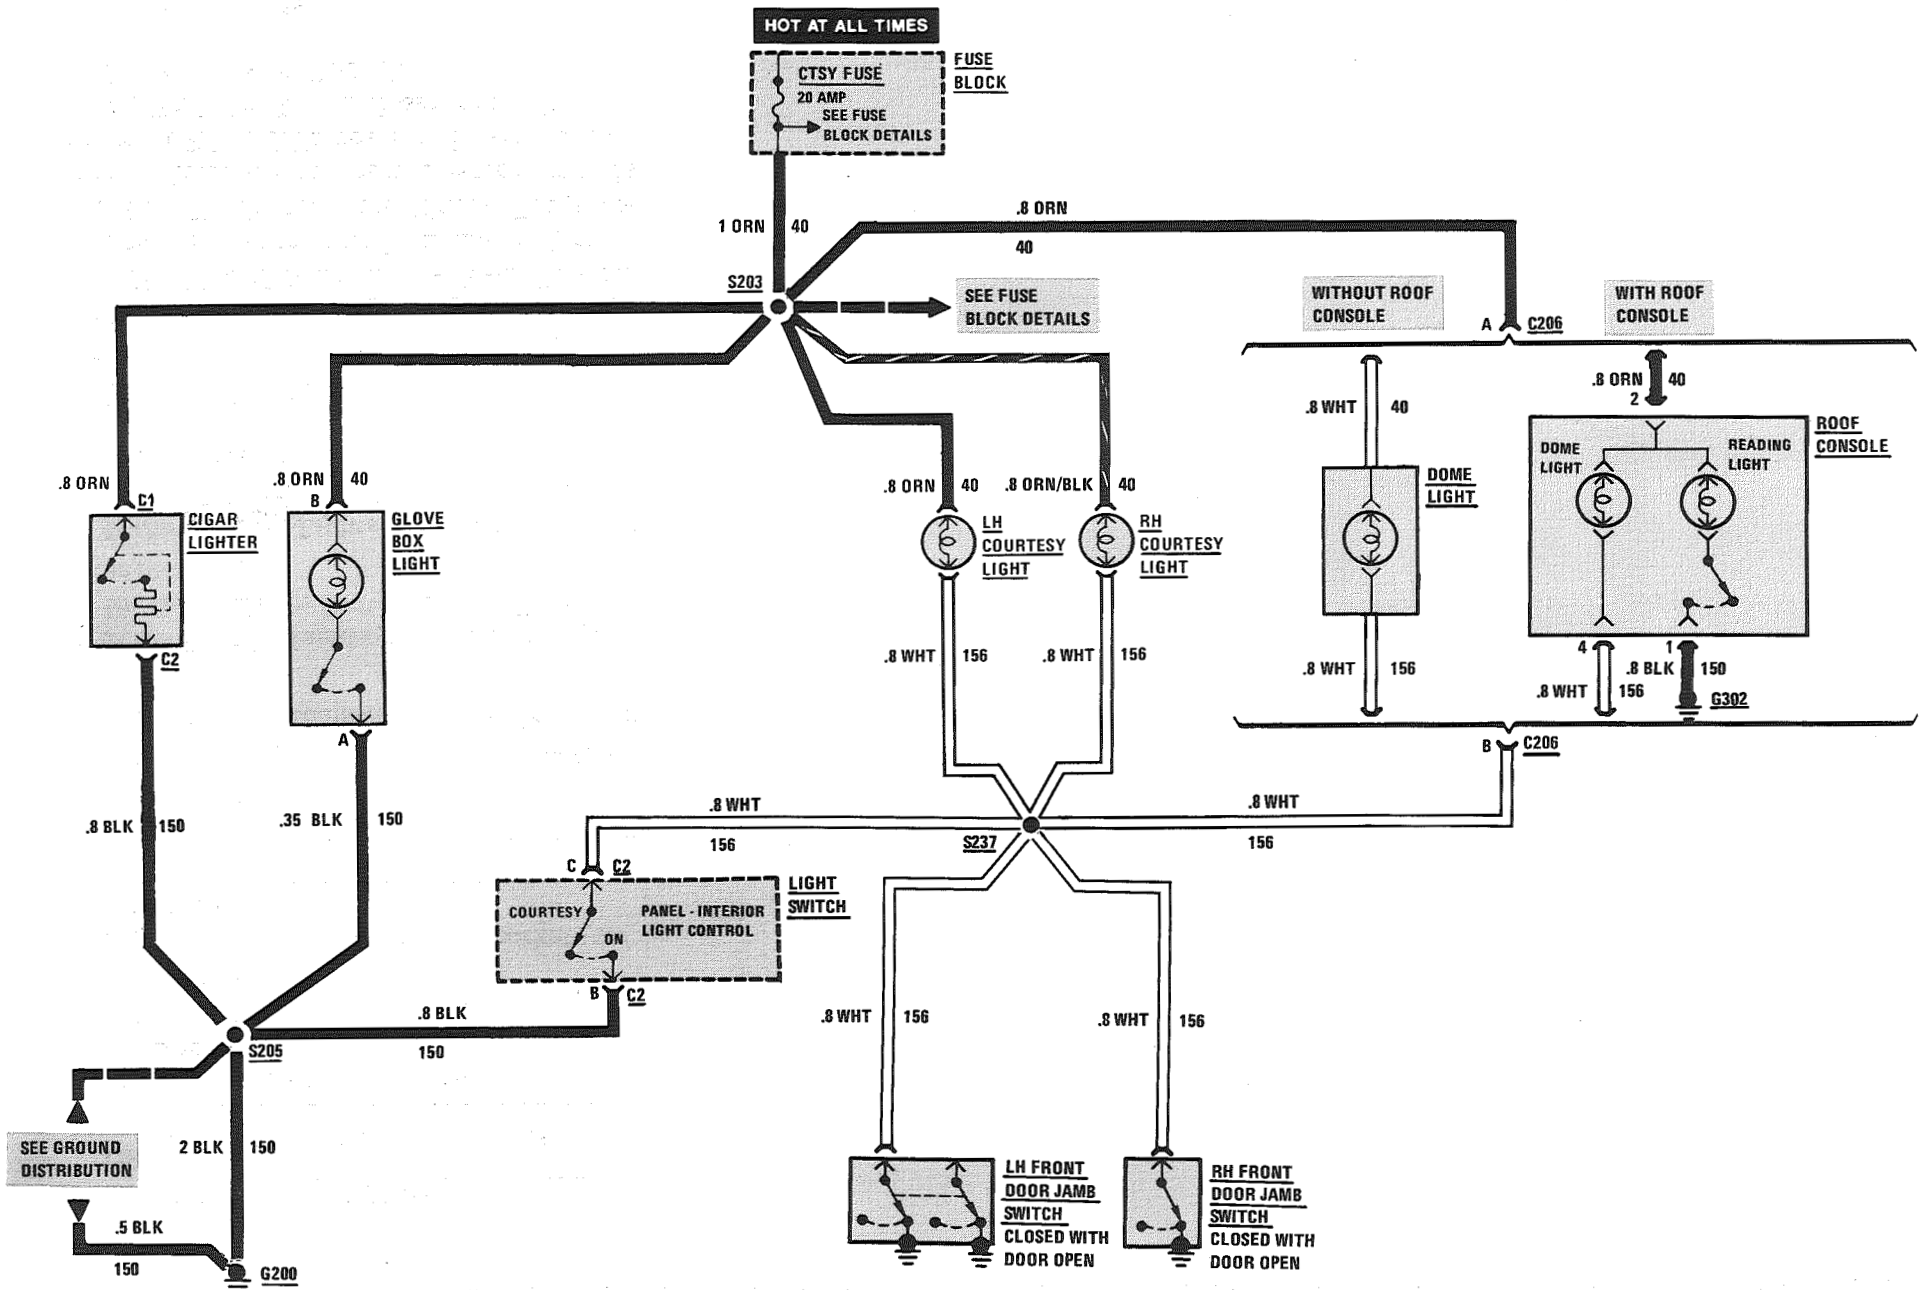 HOT AT ALL TIMES
CTSY FUSE
20 AMP
SEE FUSE
BLOCK DETAILS
FUSE
BLOCK
1 ORN
40
.8 ORN
40
S203
SEE FUSE
BLOCK DETAILS
WITHOUT ROOF
CONSOLE
WITH ROOF
CONSOLE
A
C206
.8 ORN
40
2
.8 WHT
40
ROOF
CONSOLE
DOME
LIGHT
READING
LIGHT
DOME
LIGHT
.8 ORN
C1
CIGAR
LIGHTER
C2
.8 ORN
40
B
GLOVE
BOX
LIGHT
A
.8 ORN
40
LH
COURTESY
LIGHT
.8 ORN/BLK
40
RH
COURTESY
LIGHT
.8 WHT
156
.8 WHT
156
.8 WHT
156
4
1
.8 BLK
150
.8 WHT
156
G302
B
C206
.8 BLK
150
.35 BLK
150
.8 WHT
156
S237
.8 WHT
156
C
C2
LIGHT
SWITCH
COURTESY
PANEL - INTERIOR
LIGHT CONTROL
ON
B
C2
.8 BLK
150
S205
.8 WHT
156
.8 WHT
156
SEE GROUND
DISTRIBUTION
2 BLK
150
.5 BLK
150
G200
LH FRONT
DOOR JAMB
SWITCH
CLOSED WITH
DOOR OPEN
RH FRONT
DOOR JAMB
SWITCH
CLOSED WITH
DOOR OPEN